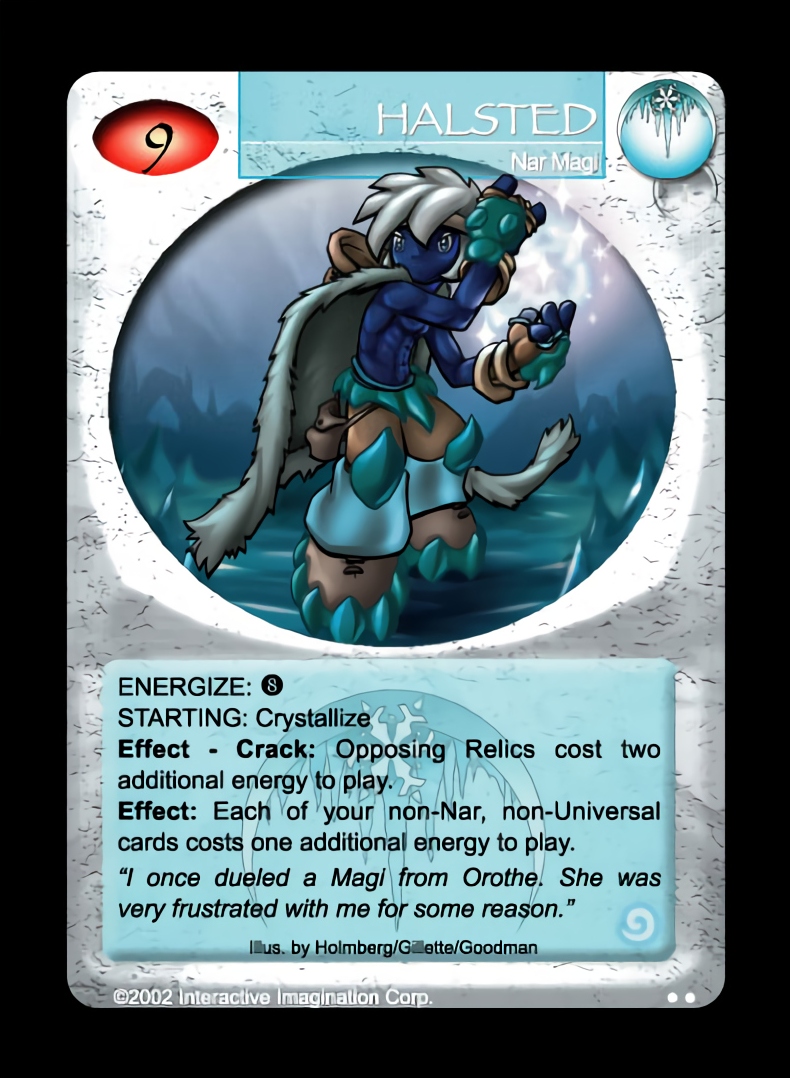 9
HALSTED
Nar Magi
ENERGIZE: 8
STARTING: Crystallize
Effect - Crack: Opposing Relics cost two
additional energy to play.
Effect: Each of your non-Nar, non-Universal
cards costs one additional energy to play.
“I once dueled a Magi from Orothe. She was
very frustrated with me for some reason.”
by Holmberg/Goodman
©2002 Interactive Imagination Corp.